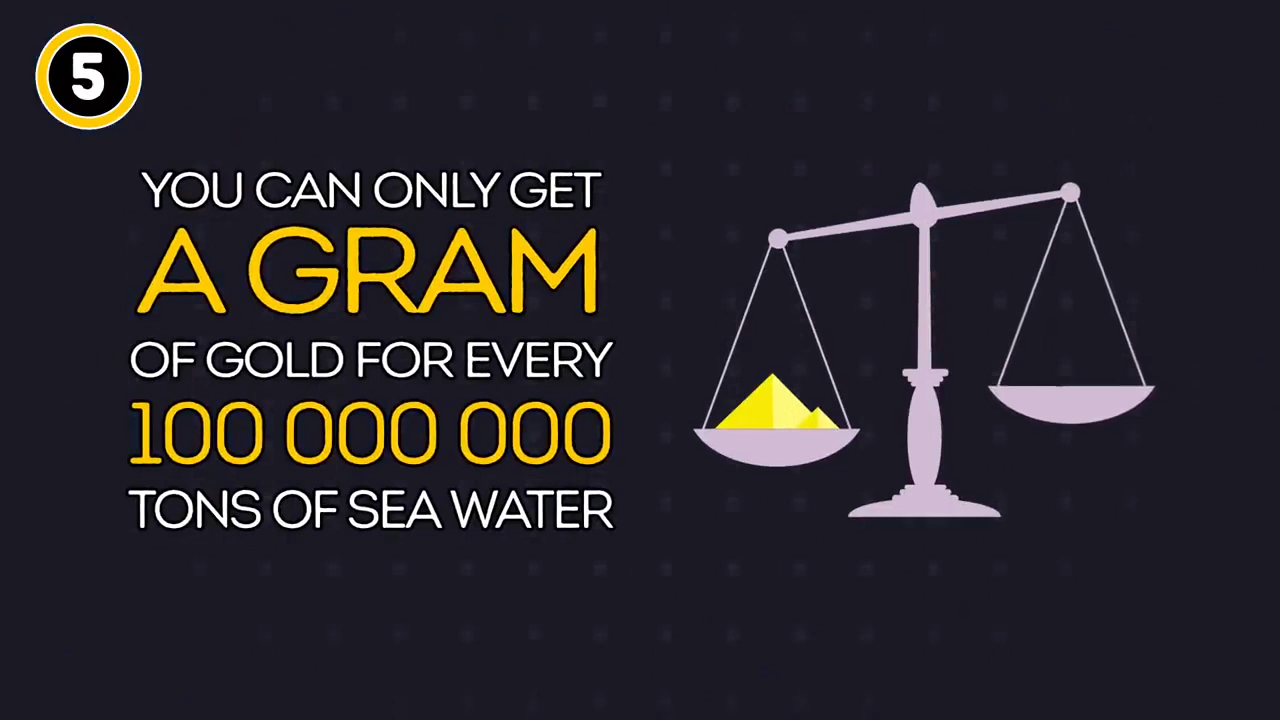 5
YOU CAN ONLY GET
A GRAM
OF GOLD FOR EVERY
100 000 000
TONS OF SEA WATER